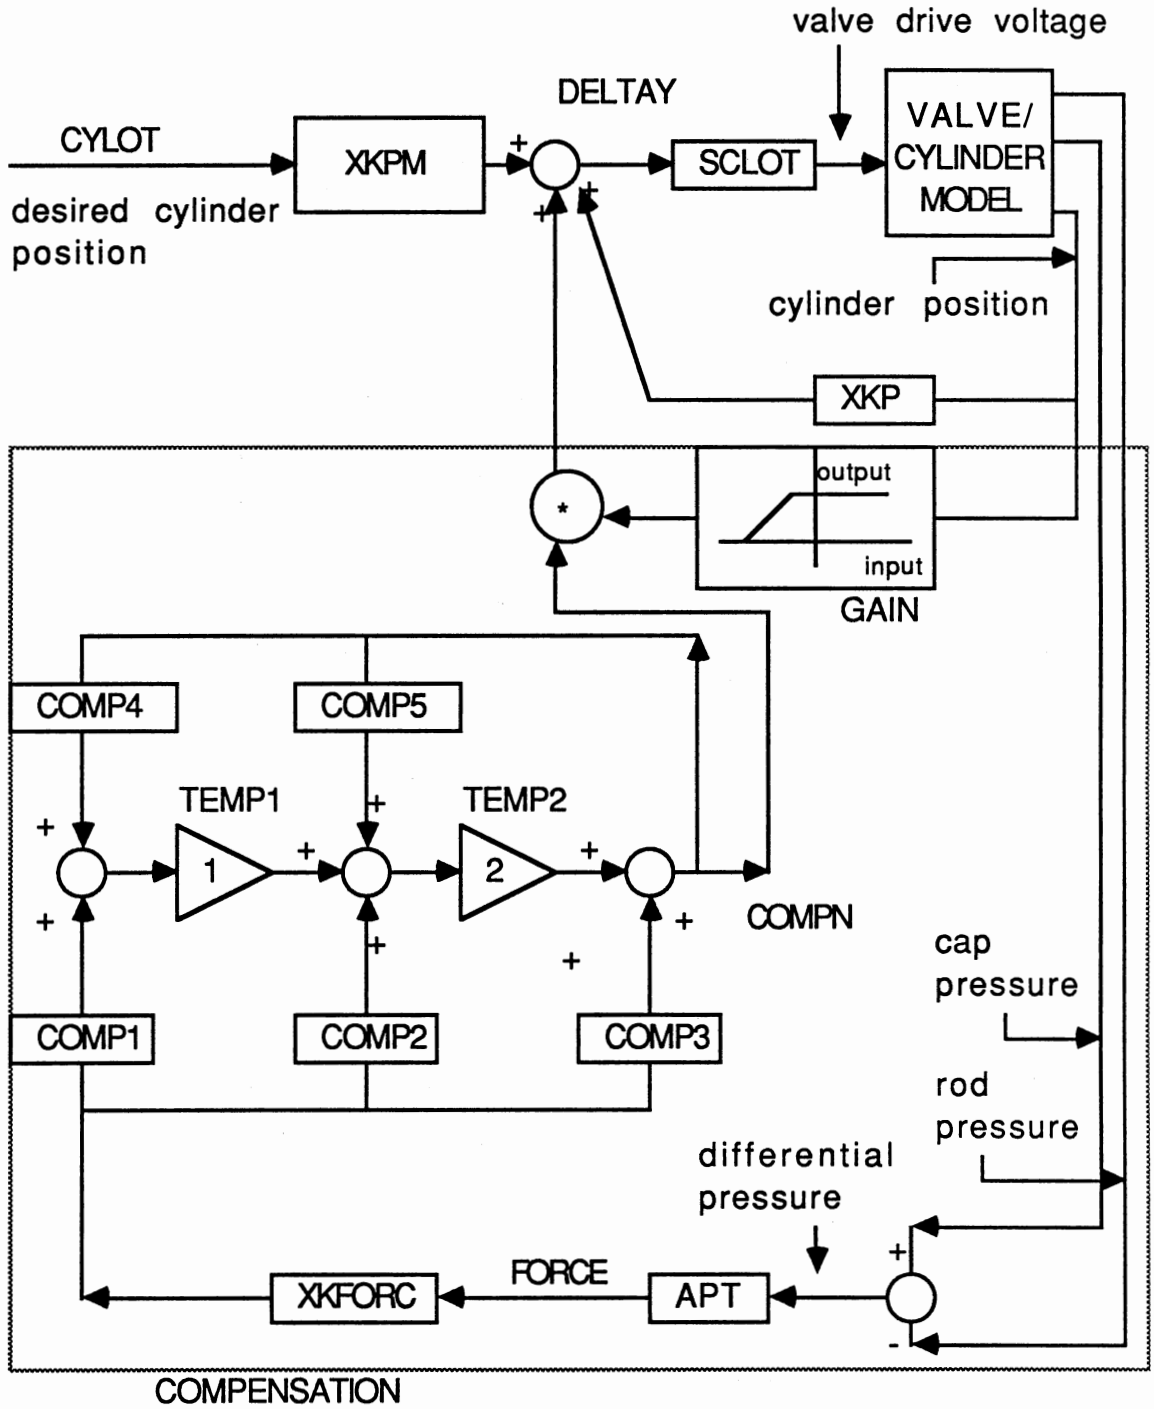 valve drive voltage
DELTAY
CYLOT
XKPM
+
SCLOT
VALVE/
CYLINDER
MODEL
+
+
desired cylinder
position
cylinder position
XKP
output
*
input
GAIN
COMP4
COMP5
TEMP1
TEMP2
+
+
+
+
1
2
+
+
+
+
COMPN
cap
pressure
COMP1
COMP2
COMP3
rod
pressure
differential
pressure
+
FORCE
XKFORC
APT
-
COMPENSATION